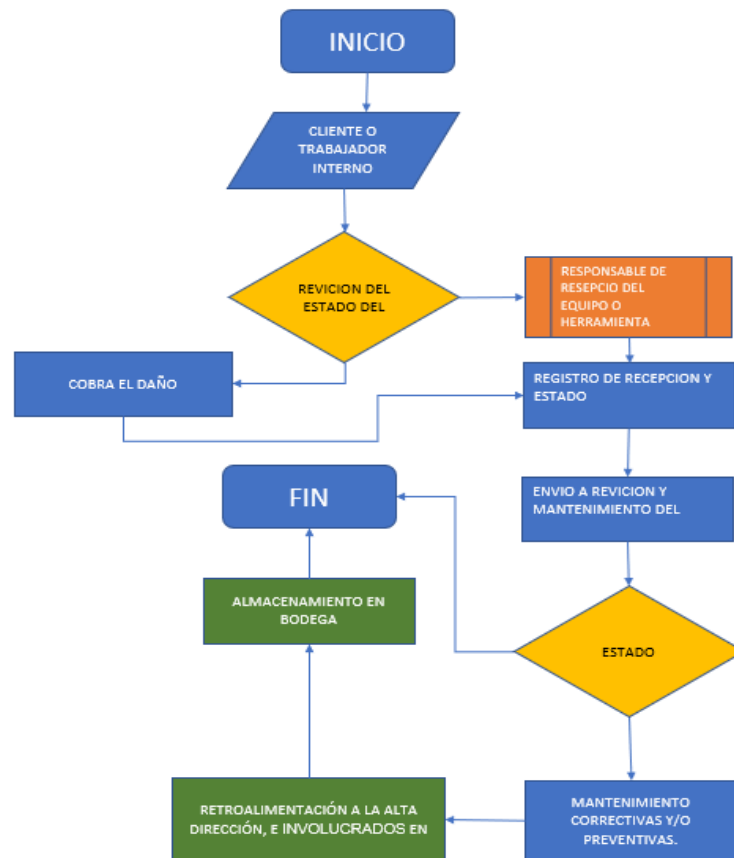 INICIO
CLIENTE O
TRABAJADOR
INTERNO
REVICION DEL
ESTADO DEL
RESPONSABLE DE
RESEPCIO DEL
EQUIPO O
HERRAMIENTA
COBRA EL DAÑO
REGISTRO DE RECEPCION Y
ESTADO
FIN
ENVIO A REVICION Y
MANTENIMIENTO DEL
ALMACENAMIENTO EN
BODEGA
ESTADO
RETROALIMENTACIÓN A LA ALTA
DIRECCIÓN, E INVOLUCRADOS EN
MANTENIMIENTO
CORRECTIVAS Y/O
PREVENTIVAS.